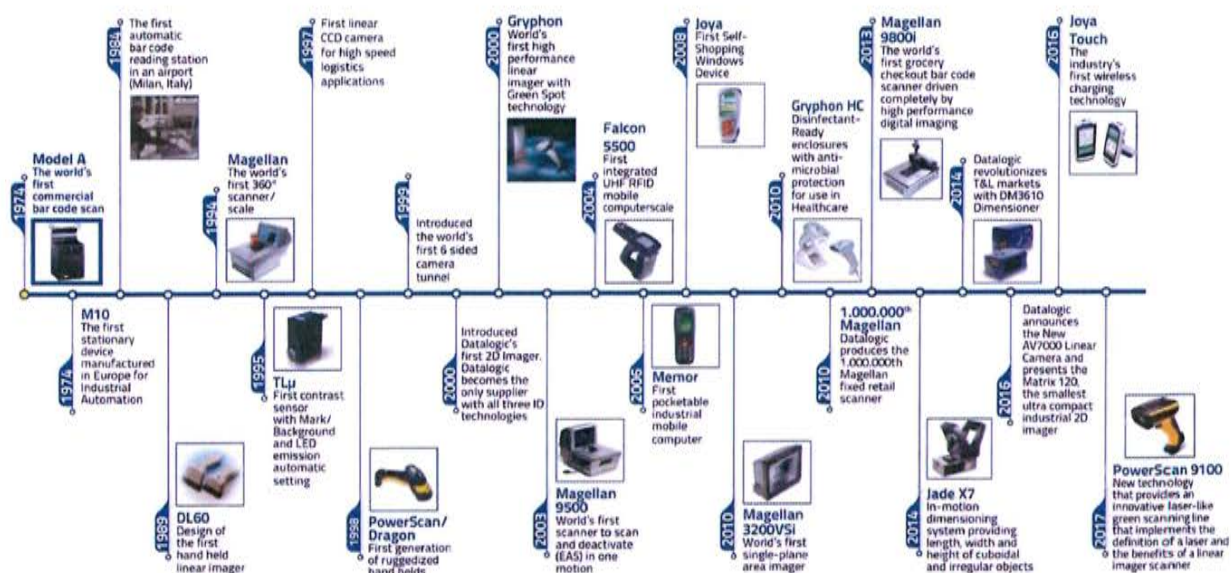 1974
Model A
The world's
first
commercial
bar code scan
1974
M10
The first
stationary
device
manufactured
in Europe for
Industrial
Automation
1984
The first
automatic
bar code
reading station
in an airport
(Milan, Italy)
1989
DL60
Design of
the first
hand held
linear imager
1994
Magellan
The world's
first 360°
scanner/
scale
1995
TLµ
First contrast
sensor
with Mark/
Background
and LED
emission
automatic
setting
1997
First linear
CCD camera
for high speed
logistics
applications
1998
PowerScan/
Dragon
First generation
of ruggedized
hand helds
1999
Introduced
the world's
first 6 sided
camera
tunnel
2000
Introduced
Datalogic's
first 2D Imager.
Datalogic
becomes the
only supplier
with all three ID
technologies
2000
Gryphon
World's
first high
performance
linear
imager with
Green Spot
technology
2003
Magellan
9500
World's first
scanner to scan
and deactivate
(EAS) in one
motion
2004
Falcon
5500
First
integrated
UHF RFID
mobile
computerscale
2006
Memor
First
pocketable
industrial
mobile
computer
2008
Joya
First Self-
Shopping
Windows
Device
2010
Magellan
3200VSi
World's first
single-plane
area imager
2010
Gryphon HC
Disinfectant-
Ready
enclosures
with anti-
microbial
protection
for use in
Healthcare
2010
1.000.000th
Magellan
Datalogic
produces the
1.000.000th
Magellan
fixed retail
scanner
2013
Magellan
9800i
The world's
first grocery
checkout bar code
scanner driven
completely by
high performance
digital imaging
2014
Jade X7
In-motion
dimensioning
system providing
length, width and
height of cuboidal
and irregular objects
2014
Datalogic
revolutionizes
T&L markets
with DM3610
Dimensioner
2016
Datalogic
announces
the New
AV7000 Linear
Camera and
presents the
Matrix 120,
the smallest
ultra compact
industrial 2D
imager
2016
Joya
Touch
The
industry's
first wireless
charging
technology
2017
PowerScan 9100
New technology
that provides an
innovative laser-like
green scanning line
that implements the
definition of a laser and
the benefits of a linear
imager scanner